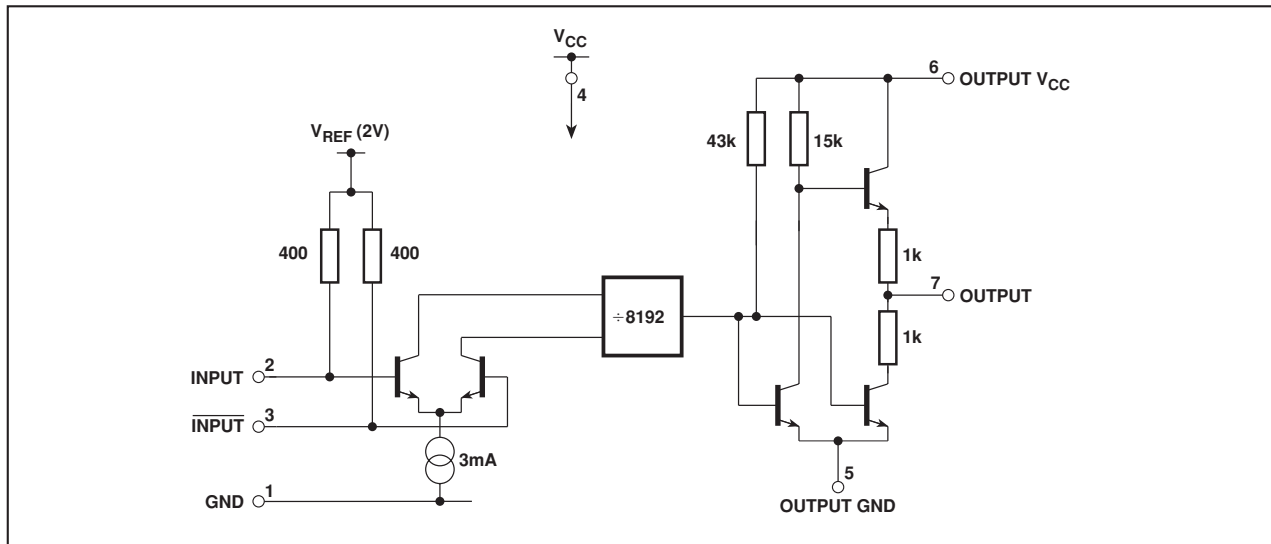 VCC
4
6
OUTPUT VCC
VREF (2V)
43k
15k
400
400
1k
7
OUTPUT
÷8192
1k
INPUT
2
INPUT
3
3mA
5
GND
1
OUTPUT GND